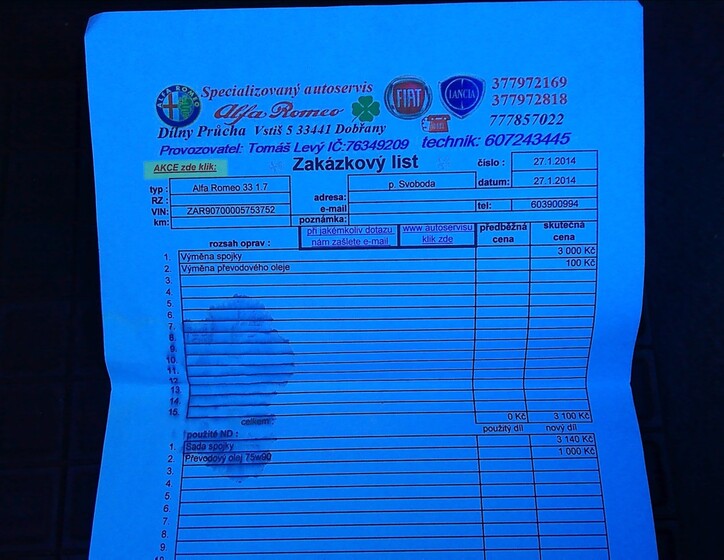 Specializovaný autoservis
Alfa Romeo
ALFA ROMEO
FIAT
LANCIA
377972169
377972818
777857022
Dílny Průcha Vstiš 5 33441 Dobřany
Provozovatel: Tomáš Levý IČ:76349209 technik: 607243445
AKCE zde klik:
Zakázkový list
číslo : 27.1.2014
typ : Alfa Romeo 33 1.7
adresa: p. Svoboda
datum: 27.1.2014
RZ :
VIN: ZAR90700005753752
e-mail
tel: 603900994
km:
poznámka:
rozsah oprav :
při jakémkoliv dotazu
nám zašlete e-mail
www autoservisu
klik zde
předběžná
cena
skutečná
cena
1. Výměna spojky 3 000 Kč
2. Výměna převodového oleje 100 Kč
3.
4.
5.
6.
7.
8.
9.
10.
11.
12.
13.
14.
15.
celkem: 0 Kč 3 100 Kč
použité ND : použitý díl nový díl
1. Sada spojky 3 140 Kč
2. Převodový olej 75w90 1 000 Kč
3.
4.
5.
6.
7.
8.
9.
10